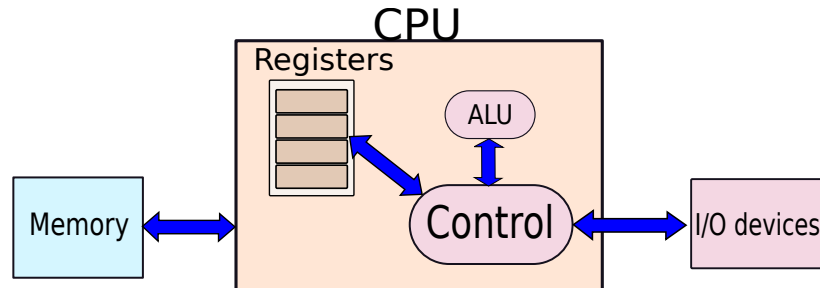 CPU
Registers
ALU
Memory
Control
I/O devices